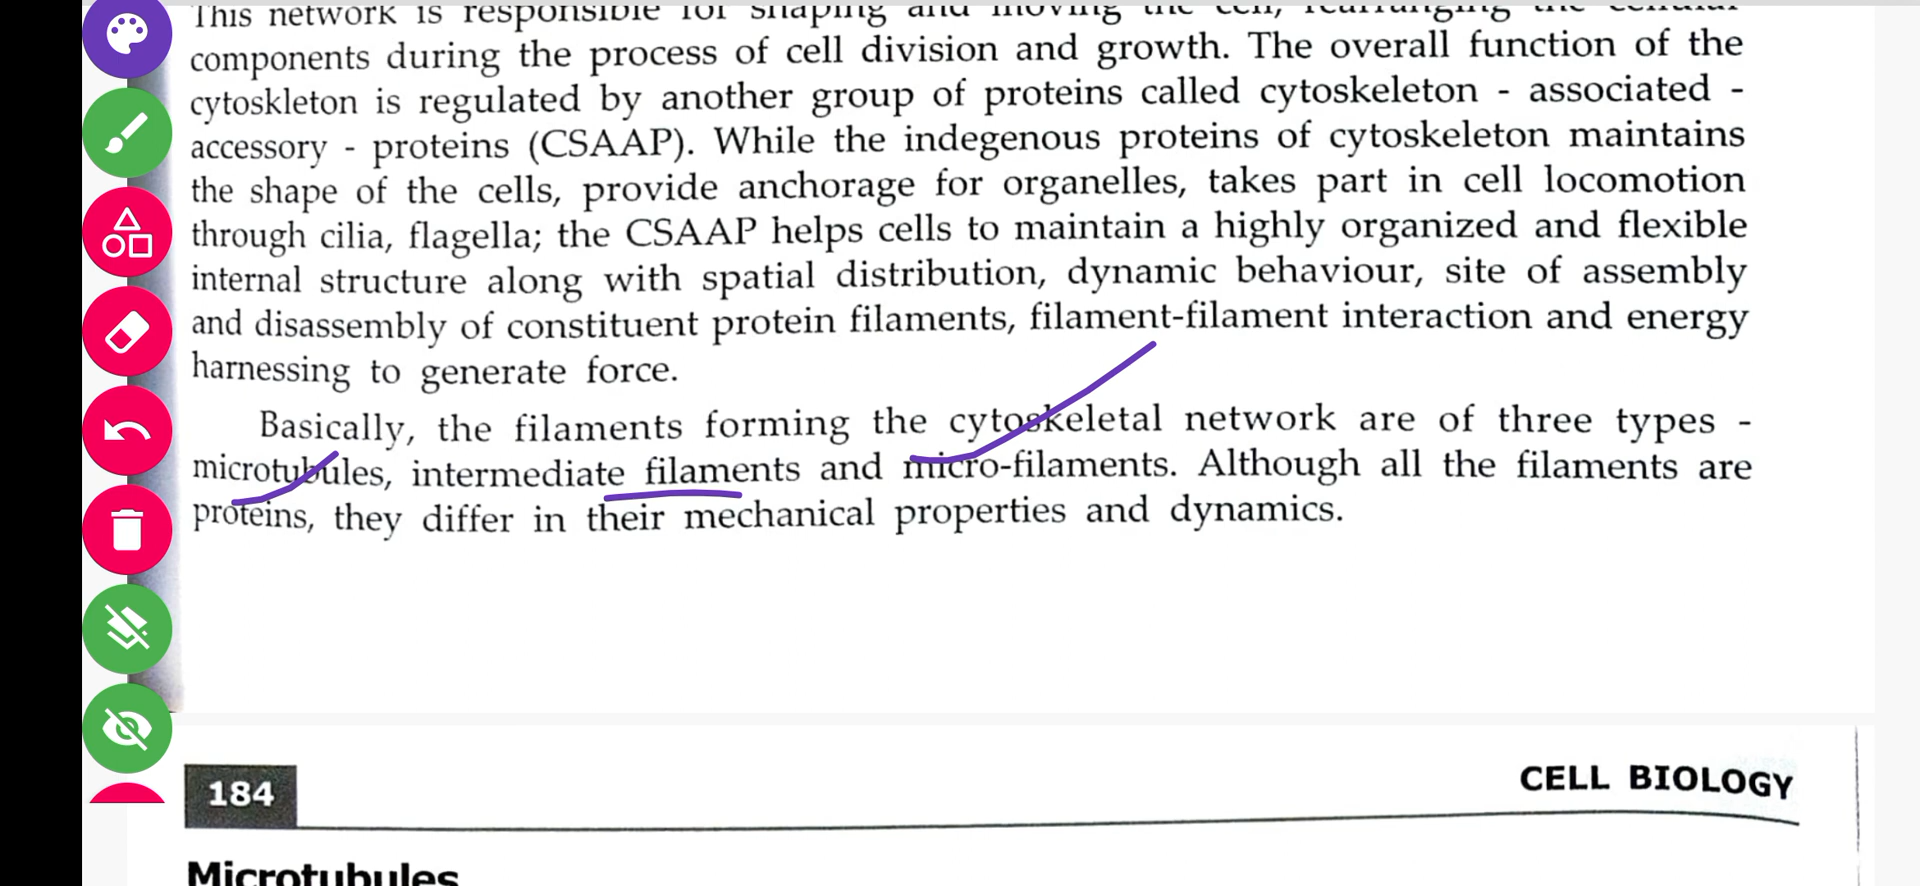 This network is responsible for shaping and moving the cell, rearranging the cellular
components during the process of cell division and growth. The overall function of the
cytoskleton is regulated by another group of proteins called cytoskeleton - associated -
accessory - proteins (CSAAP). While the indegenous proteins of cytoskeleton maintains
the shape of the cells, provide anchorage for organelles, takes part in cell locomotion
through cilia, flagella; the CSAAP helps cells to maintain a highly organized and flexible
internal structure along with spatial distribution, dynamic behaviour, site of assembly
and disassembly of constituent protein filaments, filament-filament interaction and energy
harnessing to generate force.
Basically, the filaments forming the cytoskeletal network are of three types -
microtubules, intermediate filaments and micro-filaments. Although all the filaments are
proteins, they differ in their mechanical properties and dynamics.
184
CELL BIOLOGY
Microtubules